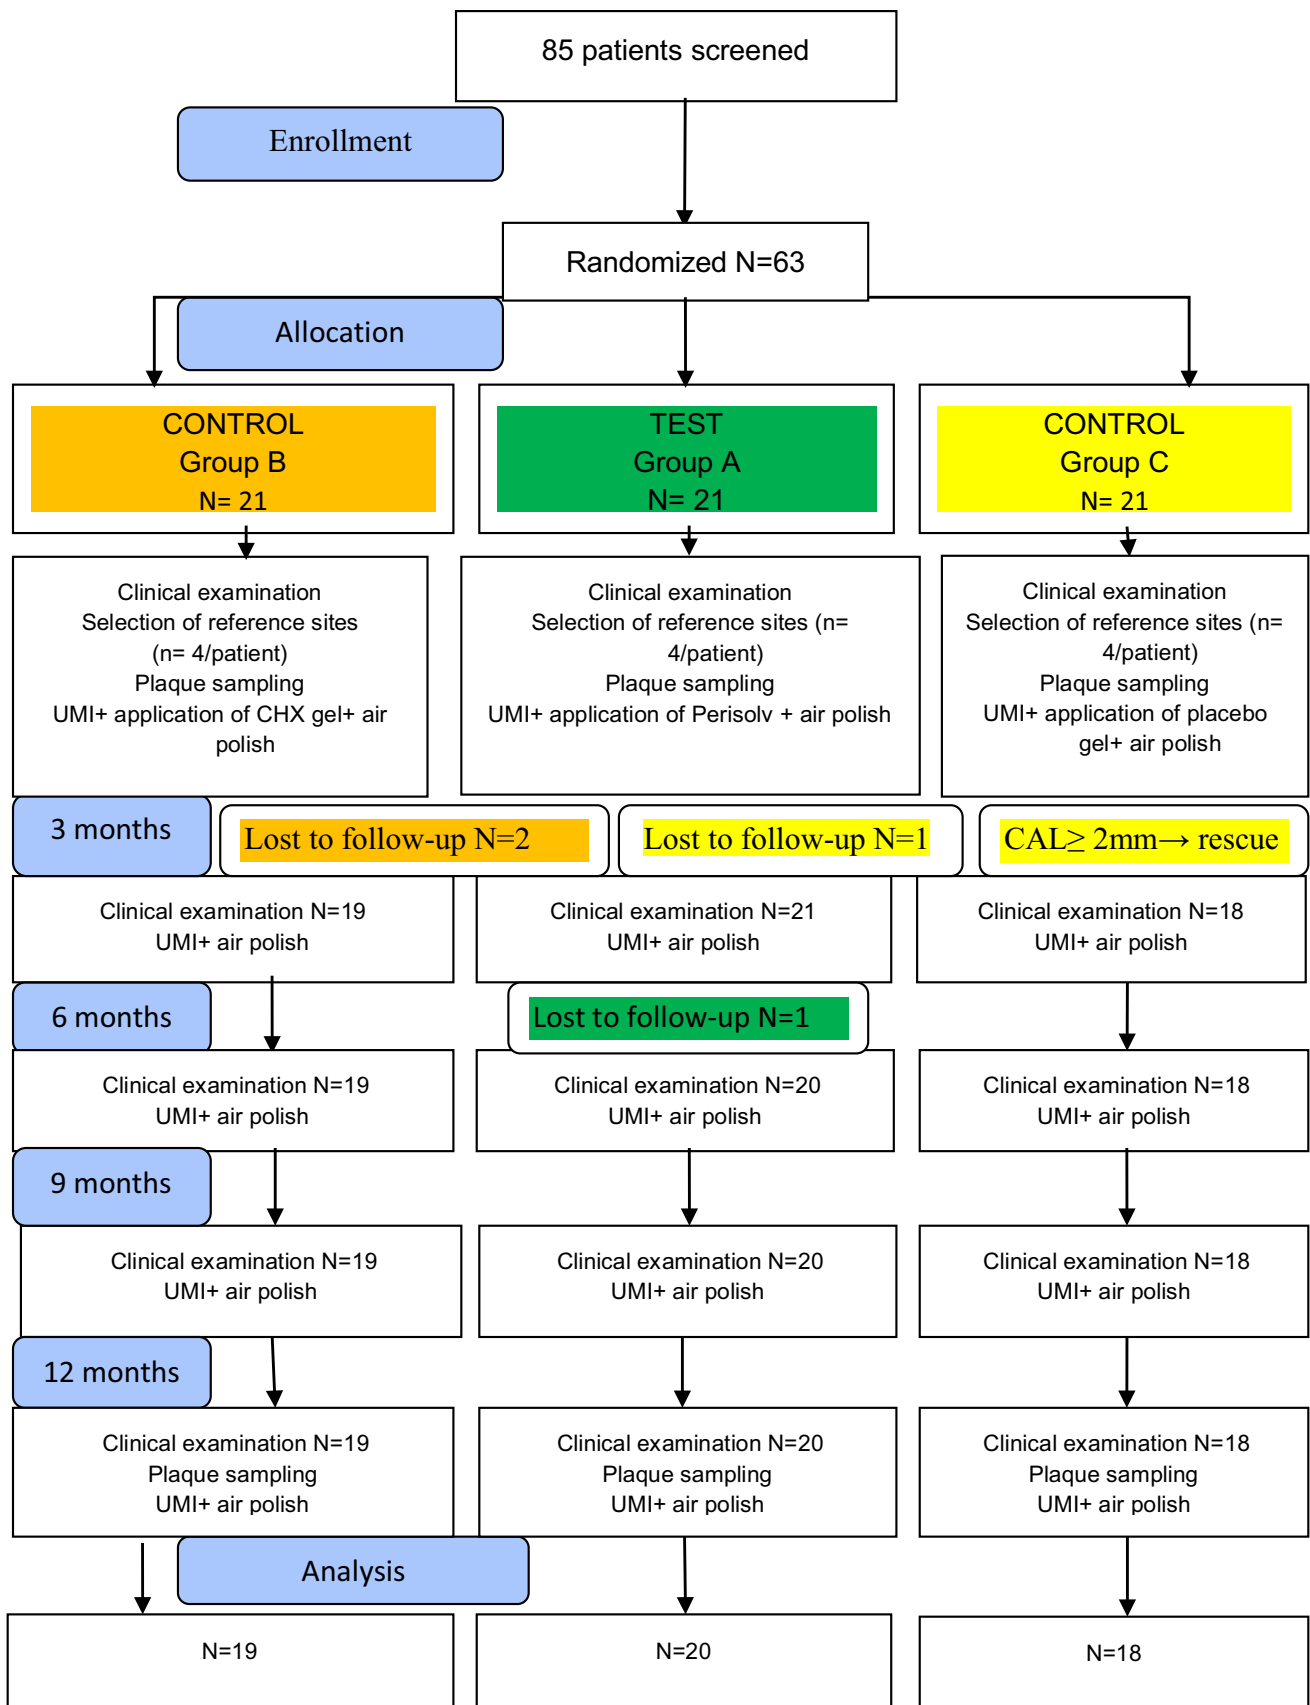 85 patients screened
Enrollment
Randomized N=63
Allocation
CONTROL
Group B
N= 21
TEST
Group A
N= 21
CONTROL
Group C
N= 21
Clinical examination
Selection of reference sites
(n= 4/patient)
Plaque sampling
UMI+ application of CHX gel+ air
polish
Clinical examination
Selection of reference sites (n=
4/patient)
Plaque sampling
UMI+ application of Perisolv + air polish
Clinical examination
Selection of reference sites (n=
4/patient)
Plaque sampling
UMI+ application of placebo
gel+ air polish
3 months
Lost to follow-up N=2
Lost to follow-up N=1
CAL≥ 2mm→ rescue
Clinical examination N=19
UMI+ air polish
Clinical examination N=21
UMI+ air polish
Clinical examination N=18
UMI+ air polish
6 months
Lost to follow-up N=1
Clinical examination N=19
UMI+ air polish
Clinical examination N=20
UMI+ air polish
Clinical examination N=18
UMI+ air polish
9 months
Clinical examination N=19
UMI+ air polish
Clinical examination N=20
UMI+ air polish
Clinical examination N=18
UMI+ air polish
12 months
Clinical examination N=19
Plaque sampling
UMI+ air polish
Clinical examination N=20
Plaque sampling
UMI+ air polish
Clinical examination N=18
Plaque sampling
UMI+ air polish
Analysis
N=19
N=20
N=18